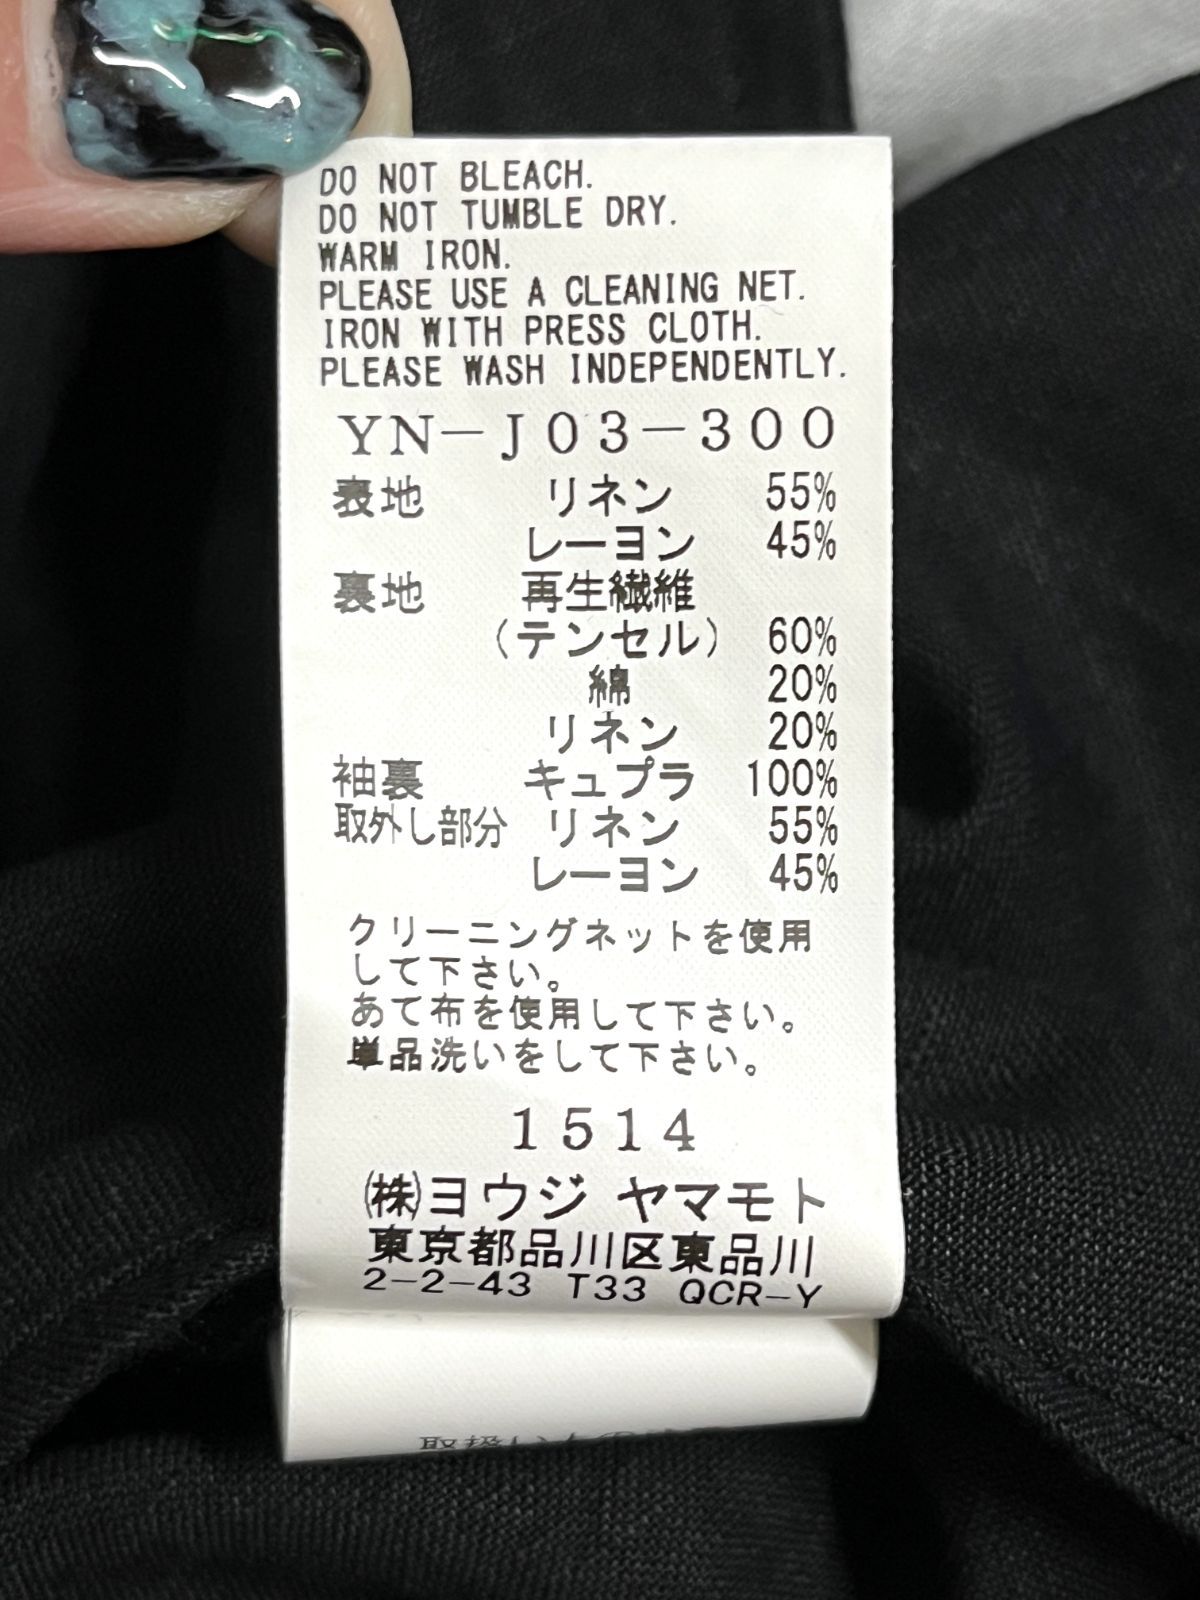 DO NOT BLEACH.
DO NOT TUMBLE DRY.
WARM IRON.
PLEASE USE A CLEANING NET.
IRON WITH PRESS CLOTH.
PLEASE WASH INDEPENDENTLY.
YN-J03-300
表地 リネン 55%
レーヨン 45%
裏地 再生繊維
(テンセル) 60%
綿 20%
リネン 20%
袖裏 キュプラ 100%
取外し部分 リネン 55%
レーヨン 45%
クリーニングネットを使用
して下さい。
あて布を使用して下さい。
単品洗いをして下さい。
1514
㈱ヨウジ ヤマモト
東京都品川区東品川
2-2-43 T33 QCR-Y